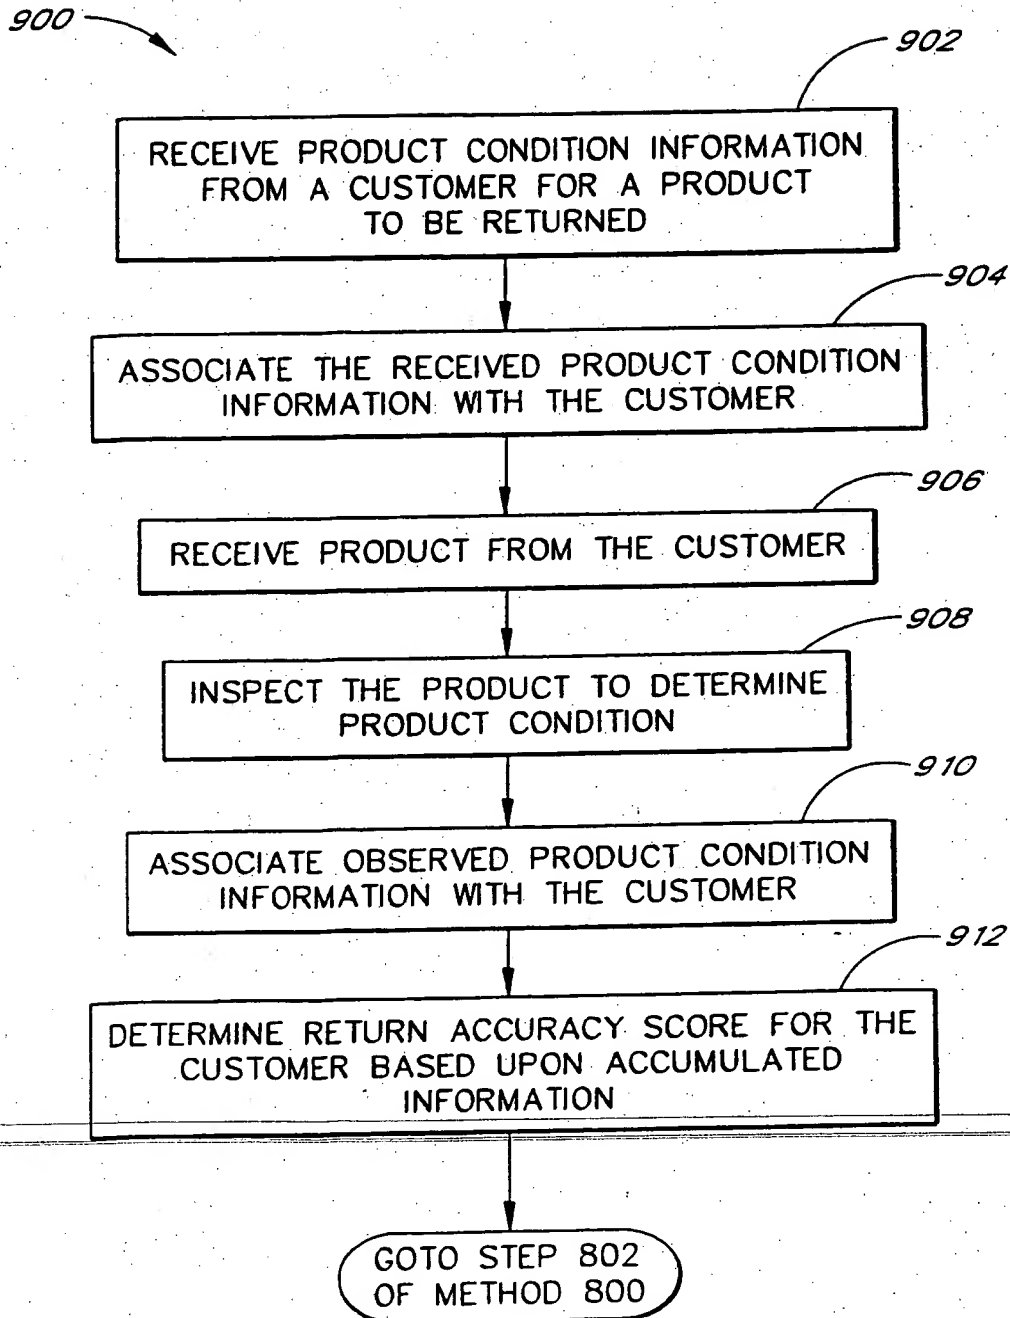 900
902
RECEIVE PRODUCT CONDITION INFORMATION
FROM A CUSTOMER FOR A PRODUCT
TO BE RETURNED
904
ASSOCIATE THE RECEIVED PRODUCT CONDITION
INFORMATION WITH THE CUSTOMER
906
RECEIVE PRODUCT FROM THE CUSTOMER
908
INSPECT THE PRODUCT TO DETERMINE
PRODUCT CONDITION
910
ASSOCIATE OBSERVED PRODUCT CONDITION
INFORMATION WITH THE CUSTOMER
912
DETERMINE RETURN ACCURACY SCORE FOR THE
CUSTOMER BASED UPON ACCUMULATED
INFORMATION
GOTO STEP 802
OF METHOD 800